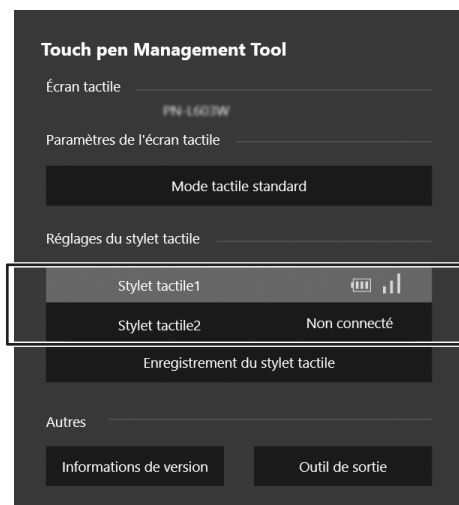 Touch pen Management Tool
Écran tactile
PN-L603W
Paramètres de l'écran tactile
Mode tactile standard
Réglages du stylet tactile
Stylet tactile1
Stylet tactile2 Non connecté
Enregistrement du stylet tactile
Autres
Informations de version Outil de sortie